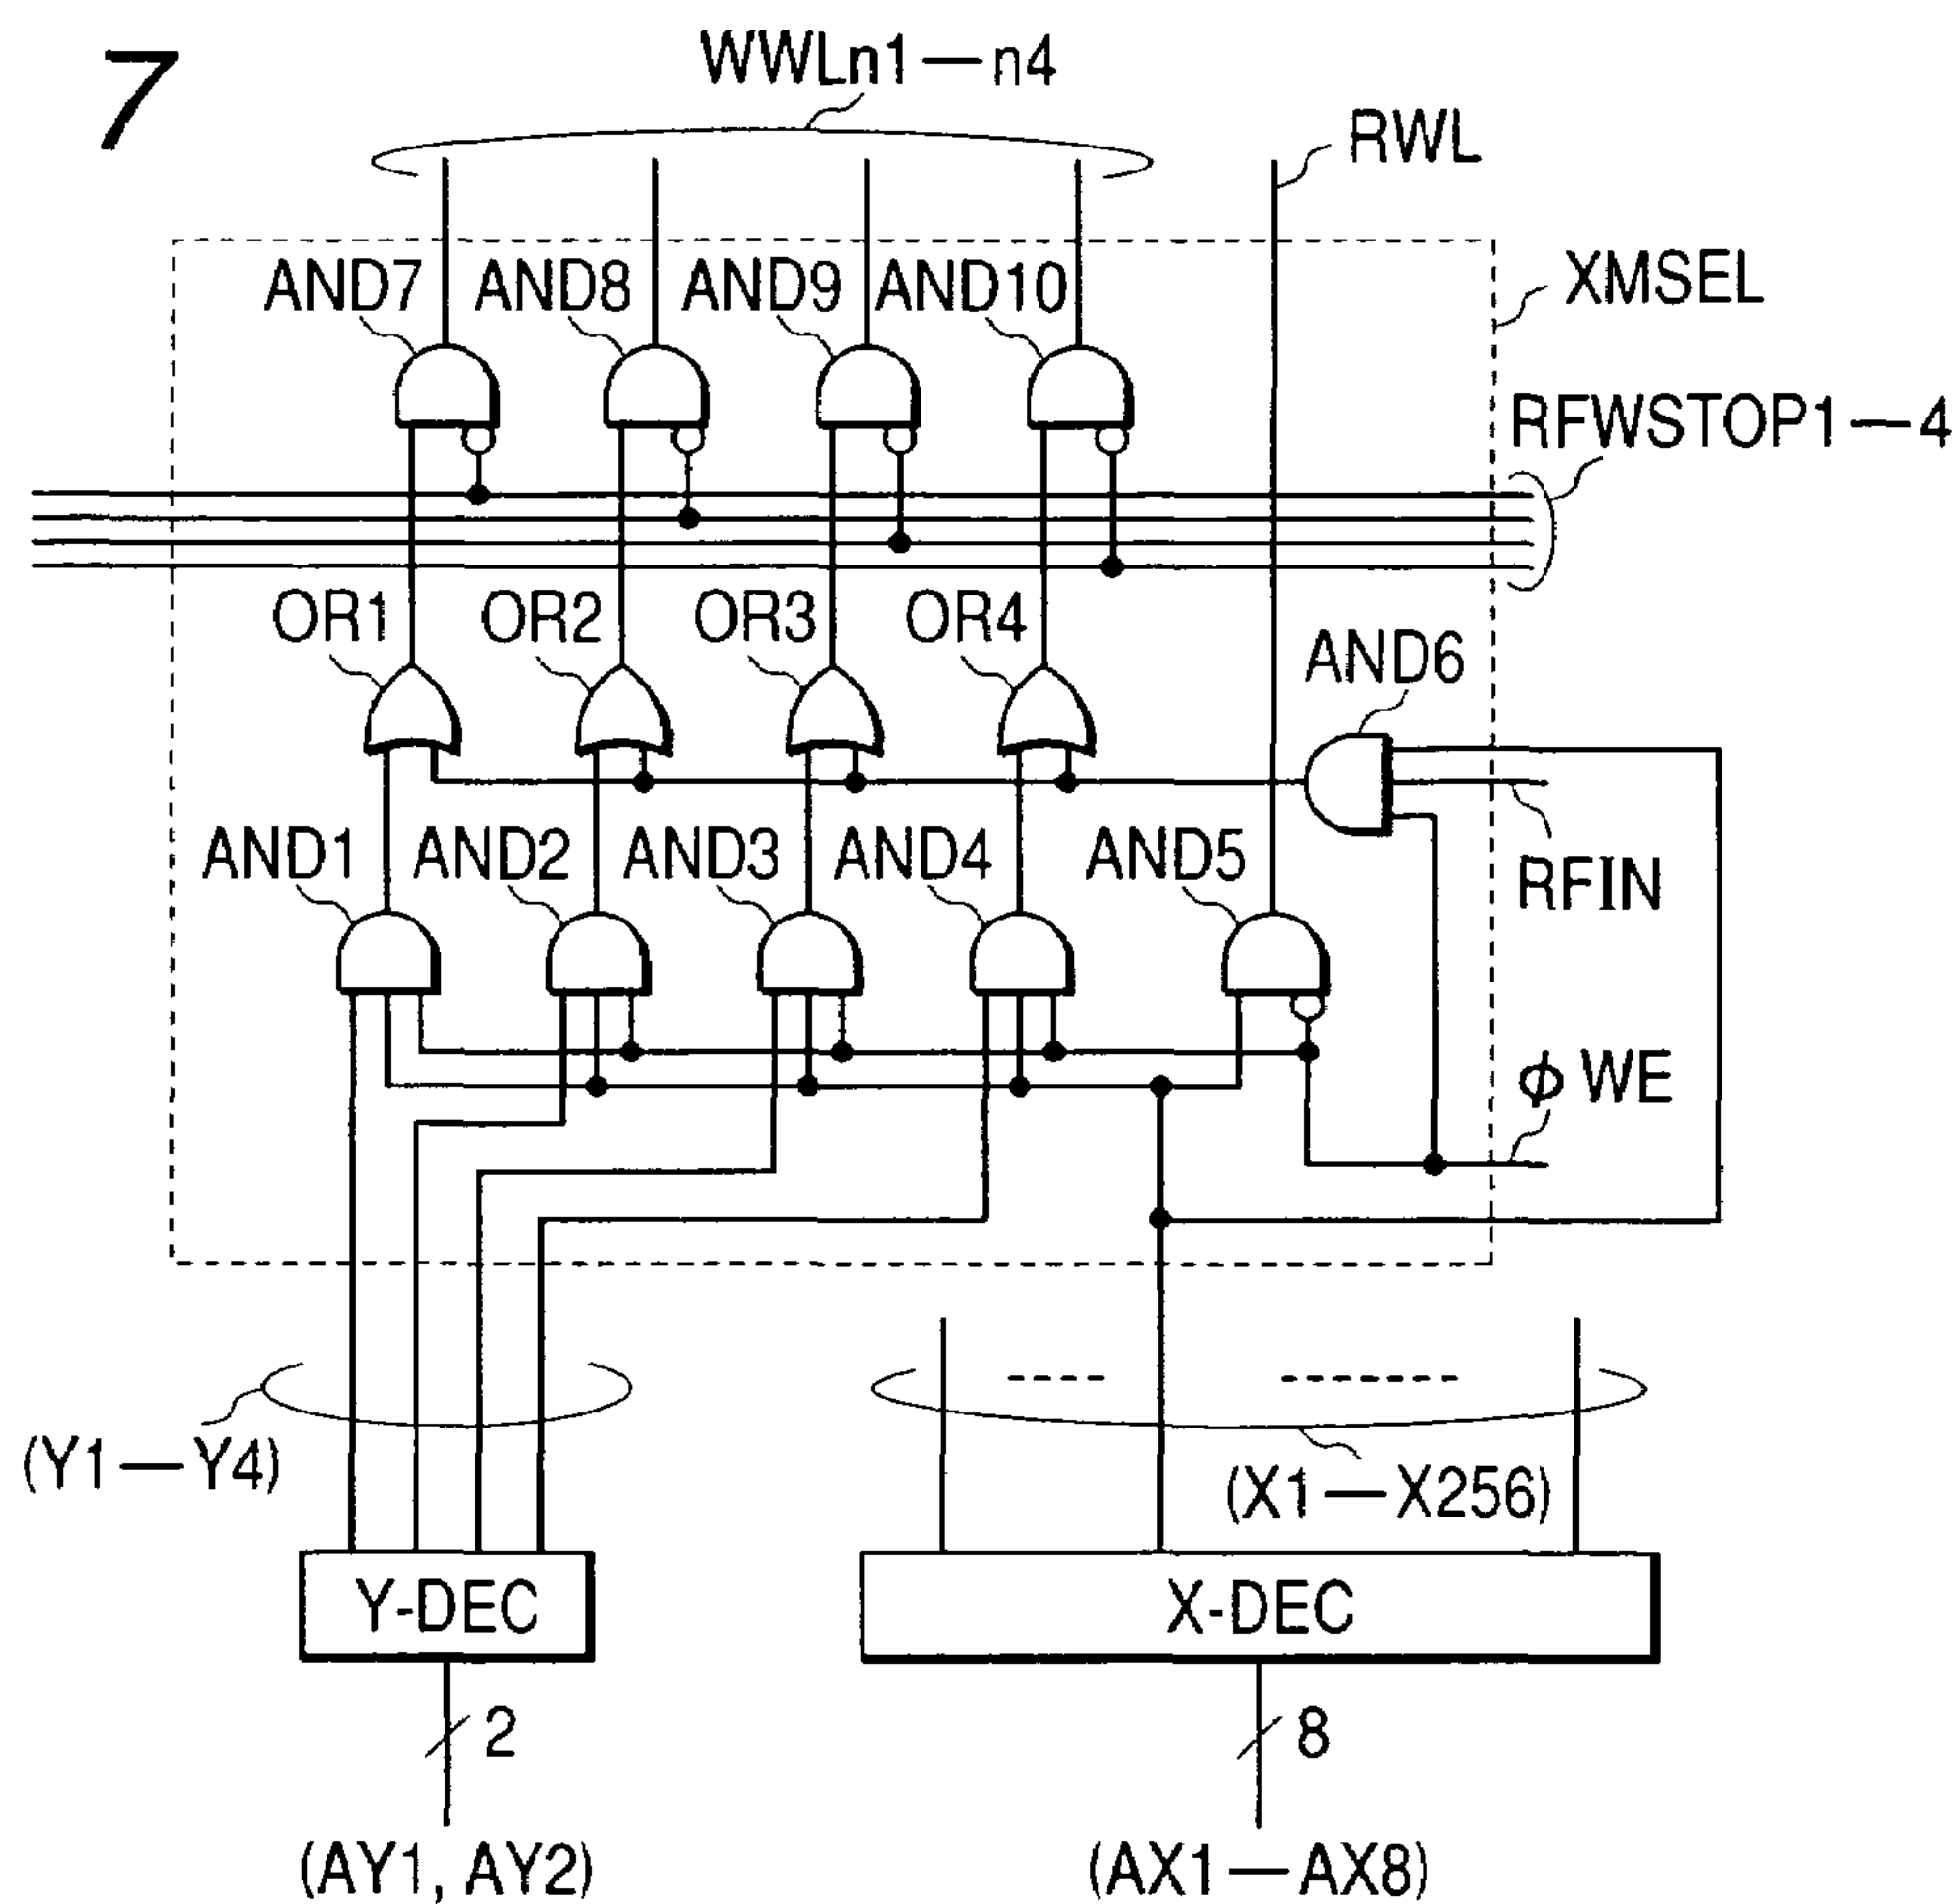 7
WWLn1—n4
RWL
AND7
AND8
AND9
AND10
XMSEL
RFWSTOP1—4
OR1
OR2
OR3
OR4
AND6
AND1
AND2
AND3
AND4
AND5
RFIN
ϕ WE
(Y1—Y4)
(X1—X256)
Y-DEC
X-DEC
2
8
(AY1, AY2)
(AX1—AX8)